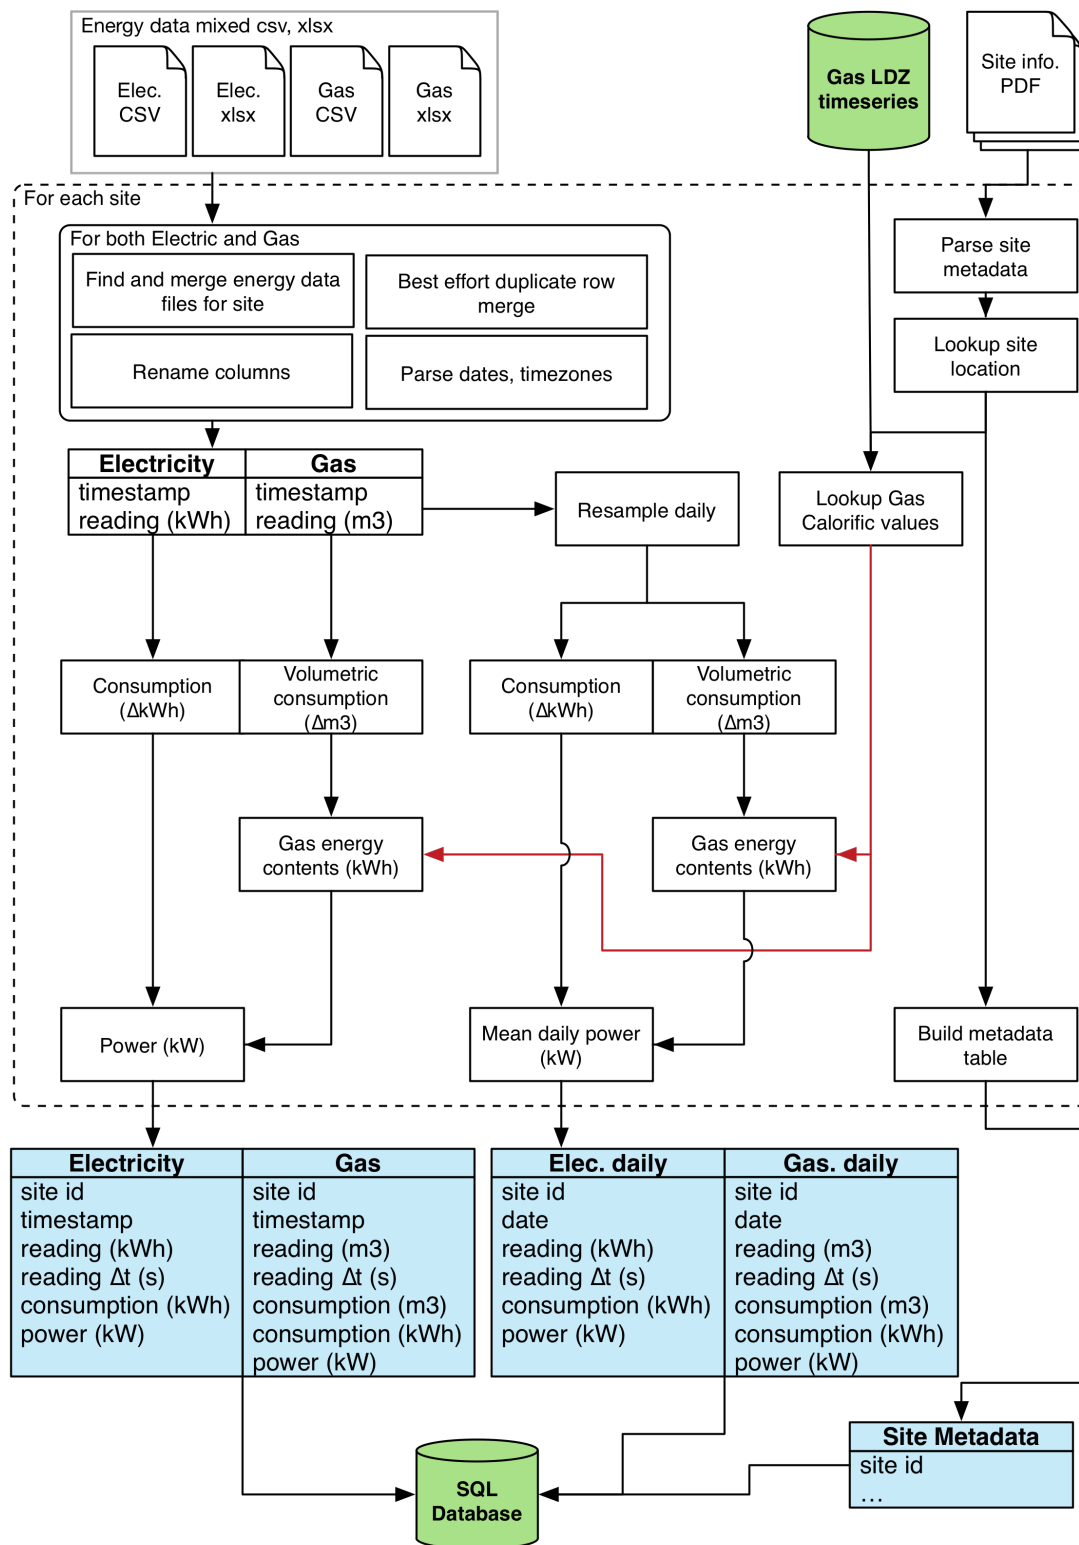 Energy data mixed csv, xlsx
Elec.
CSV
Elec.
xlsx
Gas
CSV
Gas
xlsx
Gas LDZ
timeseries
Site info.
PDF
For each site
For both Electric and Gas
Find and merge energy data
files for site
Best effort duplicate row
merge
Rename columns
Parse dates, timezones
Parse site
metadata
Lookup site
location
Electricity
timestamp
reading (kWh)
Gas
timestamp
reading (m3)
Resample daily
Lookup Gas
Calorific values
Consumption
(ΔkWh)
Volumetric
consumption
(Δm3)
Consumption
(ΔkWh)
Volumetric
consumption
(Δm3)
Gas energy
contents (kWh)
Gas energy
contents (kWh)
Power (kW)
Mean daily power
(kW)
Build metadata
table
Electricity
site id
timestamp
reading (kWh)
reading Δt (s)
consumption (kWh)
power (kW)
Gas
site id
timestamp
reading (m3)
reading Δt (s)
consumption (m3)
consumption (kWh)
power (kW)
Elec. daily
site id
date
reading (kWh)
reading Δt (s)
consumption (kWh)
power (kW)
Gas. daily
site id
date
reading (m3)
reading Δt (s)
consumption (m3)
consumption (kWh)
power (kW)
Site Metadata
site id
…
SQL
Database